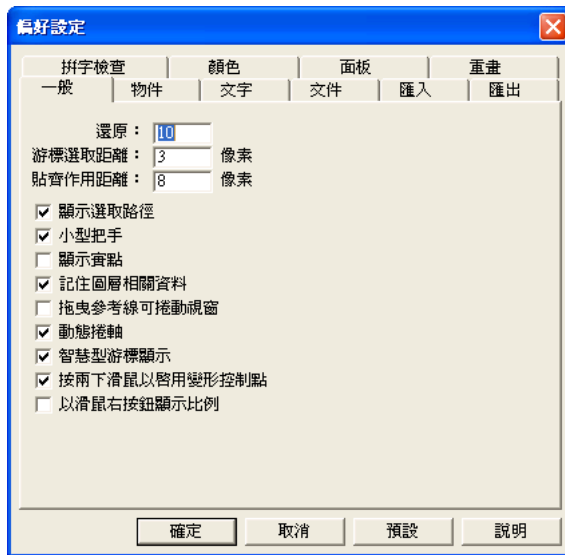 偏好設定
拼字檢查 顏色 面板 重畫
一般 物件 文字 文件 匯入 匯出
還原： 10
游標選取距離： 3 像素
貼齊作用距離： 8 像素
顯示選取路徑
小型把手
顯示實點
記住圖層相關資料
拖曳參考線可捲動視窗
動態捲軸
智慧型游標顯示
按兩下滑鼠以啓用變形控制點
以滑鼠右按鈕顯示比例
確定 取消 預設 說明